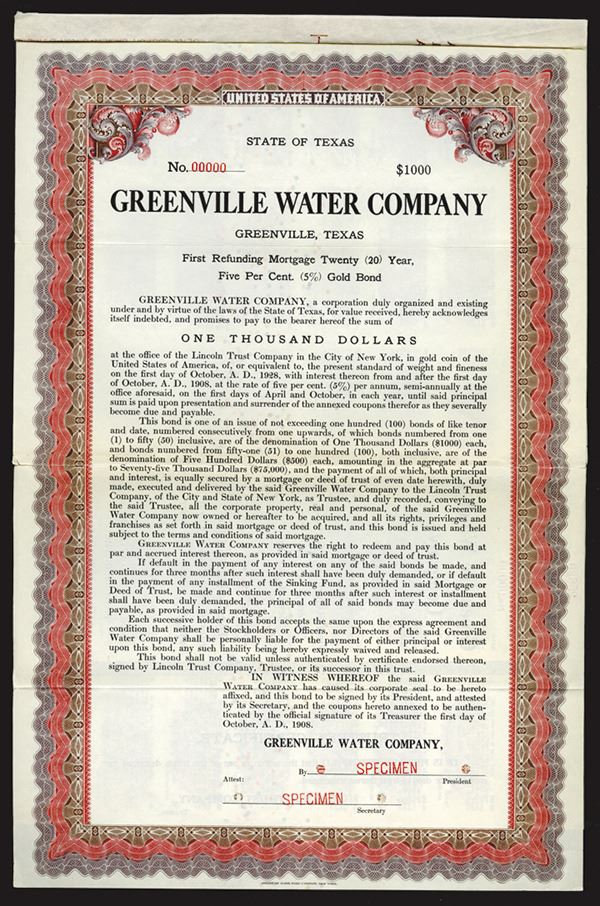 UNITED STATES OF AMERICA
STATE OF TEXAS
No. 00000 $1000
GREENVILLE WATER COMPANY
GREENVILLE, TEXAS
First Refunding Mortgage Twenty (20) Year,
Five Per Cent. (5%) Gold Bond
GREENVILLE WATER COMPANY, a corporation duly organized and existing
under and by virtue of the laws of the State of Texas, for value received, hereby acknowledges
itself indebted, and promises to pay to the bearer hereof the sum of
ONE THOUSAND DOLLARS
at the office of the Lincoln Trust Company in the City of New York, in gold coin of the
United States of America, of, or equivalent to, the present standard of weight and fineness
on the first day of October, A. D., 1928, with interest thereon from and after the first day
of October, A. D., 1908, at the rate of five per cent. (5%) per annum, semi-annually at the
office aforesaid, on the first days of April and October, in each year, until said principal
sum is paid upon presentation and surrender of the annexed coupons therefor as they severally
become due and payable.
This bond is one of an issue of not exceeding one hundred (100) bonds of like tenor
and date, numbered consecutively from one upwards, of which bonds numbered from one
(1) to fifty (50) inclusive, are of the denomination of One Thousand Dollars ($1000) each,
and bonds numbered from fifty-one (51) to one hundred (100), both inclusive, are of the
denomination of Five Hundred Dollars ($500) each, amounting in the aggregate at par
to Seventy-five Thousand Dollars ($75,000), and the payment of all of which, both principal
and interest, is equally secured by a mortgage or deed of trust of even date herewith, duly
made, executed and delivered by the said Greenville Water Company to the Lincoln Trust
Company, of the City and State of New York, as Trustee, and duly recorded, conveying to
the said Trustee, all the corporate property, real and personal, of the said Greenville
Water Company now owned or hereafter to be acquired, and all its rights, privileges and
franchises as set forth in said mortgage or deed of trust, and this bond is issued and held
subject to the terms and conditions of said mortgage.
GREENVILLE WATER COMPANY reserves the right to redeem and pay this bond at
par and accrued interest thereon, as provided in said mortgage or deed of trust.
If default in the payment of any interest on any of the said bonds be made, and
continues for three months after such interest shall have been duly demanded, or if default
in the payment of any installment of the Sinking Fund, as provided in said Mortgage or
Deed of Trust, be made and continue for three months after such interest or installment
shall have been duly demanded, the principal of all of said bonds may become due and
payable, as provided in said mortgage.
Each successive holder of this bond accepts the same upon the express agreement and
condition that neither the Stockholders or Officers, nor Directors of the said Greenville
Water Company shall be personally liable for the payment of either principal or interest
upon this bond, any such liability being hereby expressly waived and released.
This bond shall not be valid unless authenticated by certificate endorsed thereon,
signed by Lincoln Trust Company, Trustee, or its successor in this trust.
IN WITNESS WHEREOF the said GREENVILLE
WATER COMPANY has caused its corporate seal to be hereto
affixed, and this bond to be signed by its President, and attested
by its Secretary, and the coupons hereto annexed to be authen-
ticated by the official signature of its Treasurer the first day of
October, A. D., 1908.
GREENVILLE WATER COMPANY,
By SPECIMEN
President
Attest:
SPECIMEN
Secretary